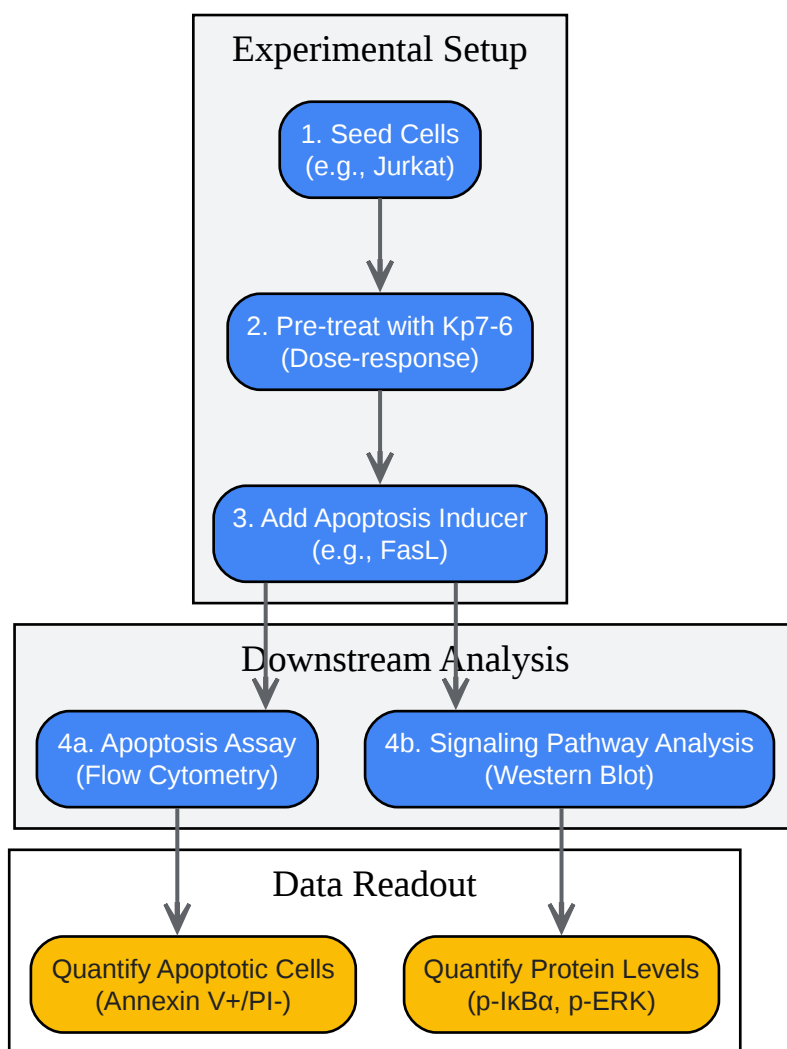 Experimental Setup
1. Seed Cells
(e.g., Jurkat)
2. Pre-treat with Kp7-6
(Dose-response)
3. Add Apoptosis Inducer
(e.g., FasL)
Downstream Analysis
4a. Apoptosis Assay
(Flow Cytometry)
4b. Signaling Pathway Analysis
(Western Blot)
Data Readout
Quantify Apoptotic Cells
(Annexin V+/PI-)
Quantify Protein Levels
(p-IκBα, p-ERK)